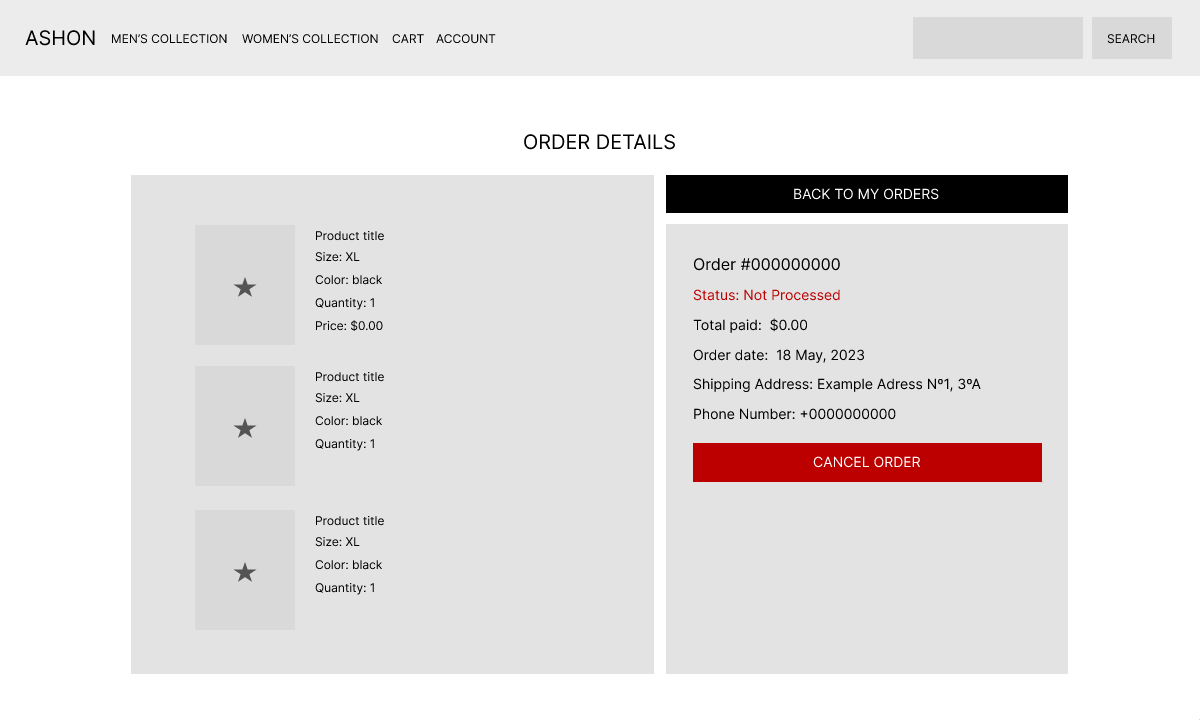 ASHON
MEN'S COLLECTION
WOMEN'S COLLECTION
CART
ACCOUNT
SEARCH
ORDER DETAILS
Product title
Size: XL
Color: black
Quantity: 1
Price: $0.00
Product title
Size: XL
Color: black
Quantity: 1
Product title
Size: XL
Color: black
Quantity: 1
BACK TO MY ORDERS
Order #000000000
Status: Not Processed
Total paid: $0.00
Order date: 18 May, 2023
Shipping Address: Example Adress Nº1, 3ºA
Phone Number: +0000000000
CANCEL ORDER